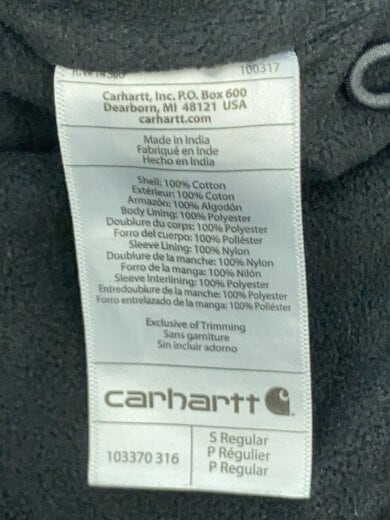 100317
Carhartt, Inc. P.O. Box 600
Dearborn, MI 48121 USA
carhartt.com
Made in India
Fabriqué en Inde
Hecho en India
Shell: 100% Cotton
Extérieur: 100% Coton
Armazón: 100% Algodón
Body Lining: 100% Polyester
Doublure du corps: 100% Polyester
Forro del cuerpo: 100% Poliéster
Sleeve Lining: 100% Nylon
Doublure de la manche: 100% Nylon
Forro de la manga: 100% Nilón
Sleeve Interlining: 100% Polyester
Entredoublure de la manche: 100% Polyester
Forro entrelazado de la manga: 100% Poliéster
Exclusive of Trimming
Sans garniture
Sin incluir adorno
carhartt
103370 316
S Regular
P Régulier
P Regular